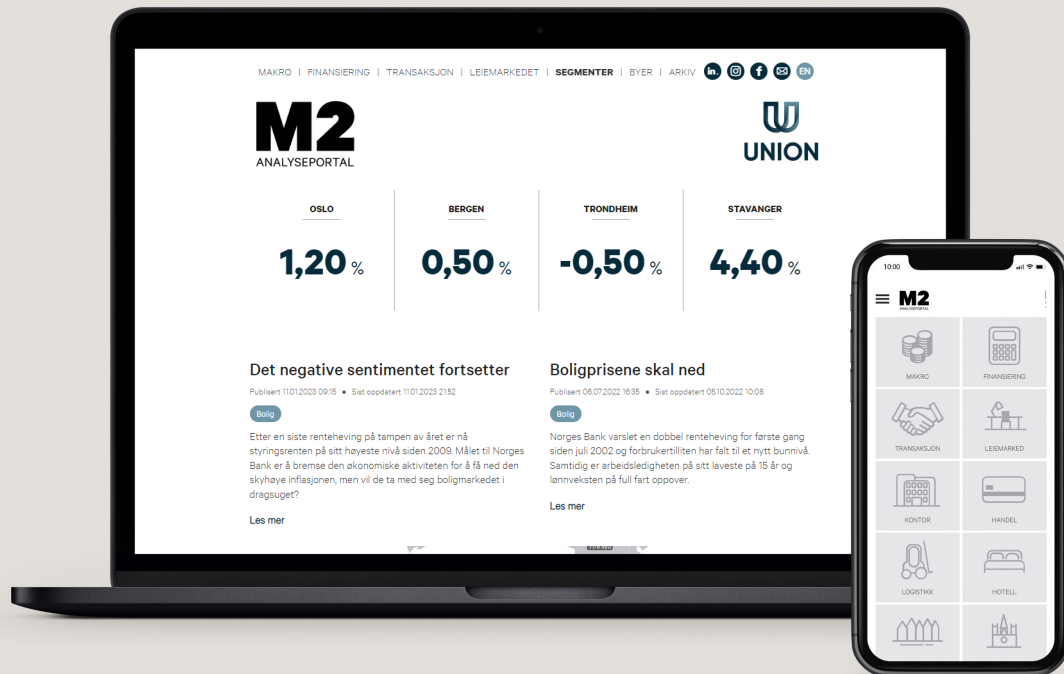 MAKRO | FINANSIERING | TRANSAKSJON | LEIEMARKEDET | SEGMENTER | BYER | ARKIV in. f EN
M2
ANALYSEPORTAL
UNION
OSLO
BERGEN
TRONDHEIM
STAVANGER
1,20 %
0,50 %
-0,50 %
4,40 %
Det negative sentimentet fortsetter
Publisert 11.01.2023 09:15 • Sist oppdatert 11.01.2023 21:52
Bolig
Etter en siste renteheving på tampen av året er nå
styringsrenten på sitt høyeste nivå siden 2009. Målet til Norges
Bank er å bremse den økonomiske aktiviteten for å få ned den
skyhøye inflasjonen, men vil de ta med seg boligmarkedet i
dragsuget?
Les mer
Boligprisene skal ned
Publisert 06.07.2022 16:35 • Sist oppdatert 05.10.2022 10:08
Bolig
Norges Bank varslet en dobbel renteheving for første gang
siden juli 2002 og forbrukertilliten har falt til et nytt bunnivå.
Samtidig er arbeidsledigheten på sitt laveste på 15 år og
lønnveksten på full fart oppover.
Les mer
10:00
M2
ANALYSEPORTAL
MAKRO
FINANSIERING
TRANSAKSJON
LEIEMARKED
KONTOR
HANDEL
LOGISTIKK
HOTELL